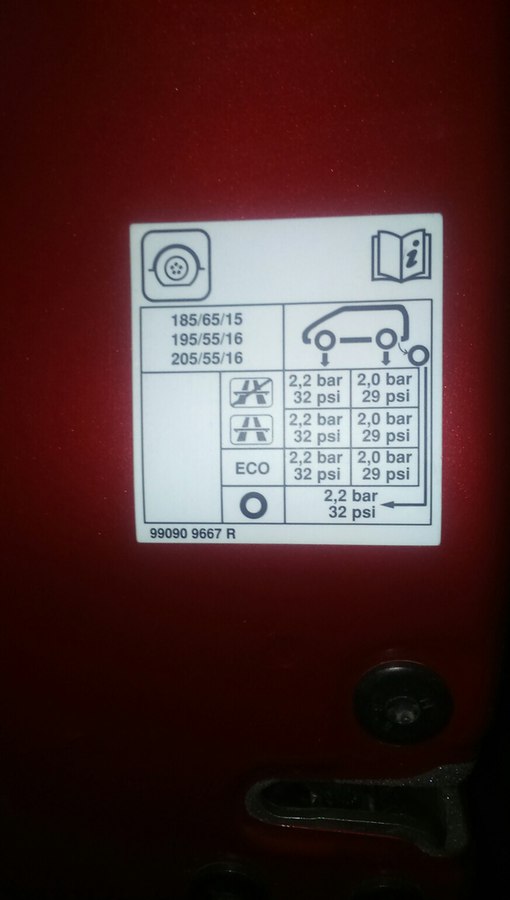 i
185/65/15
195/55/16
205/55/16
2,2 bar 2,0 bar
32 psi 29 psi
2,2 bar 2,0 bar
32 psi 29 psi
ECO 2,2 bar 2,0 bar
32 psi 29 psi
2,2 bar
32 psi
99090 9667 R